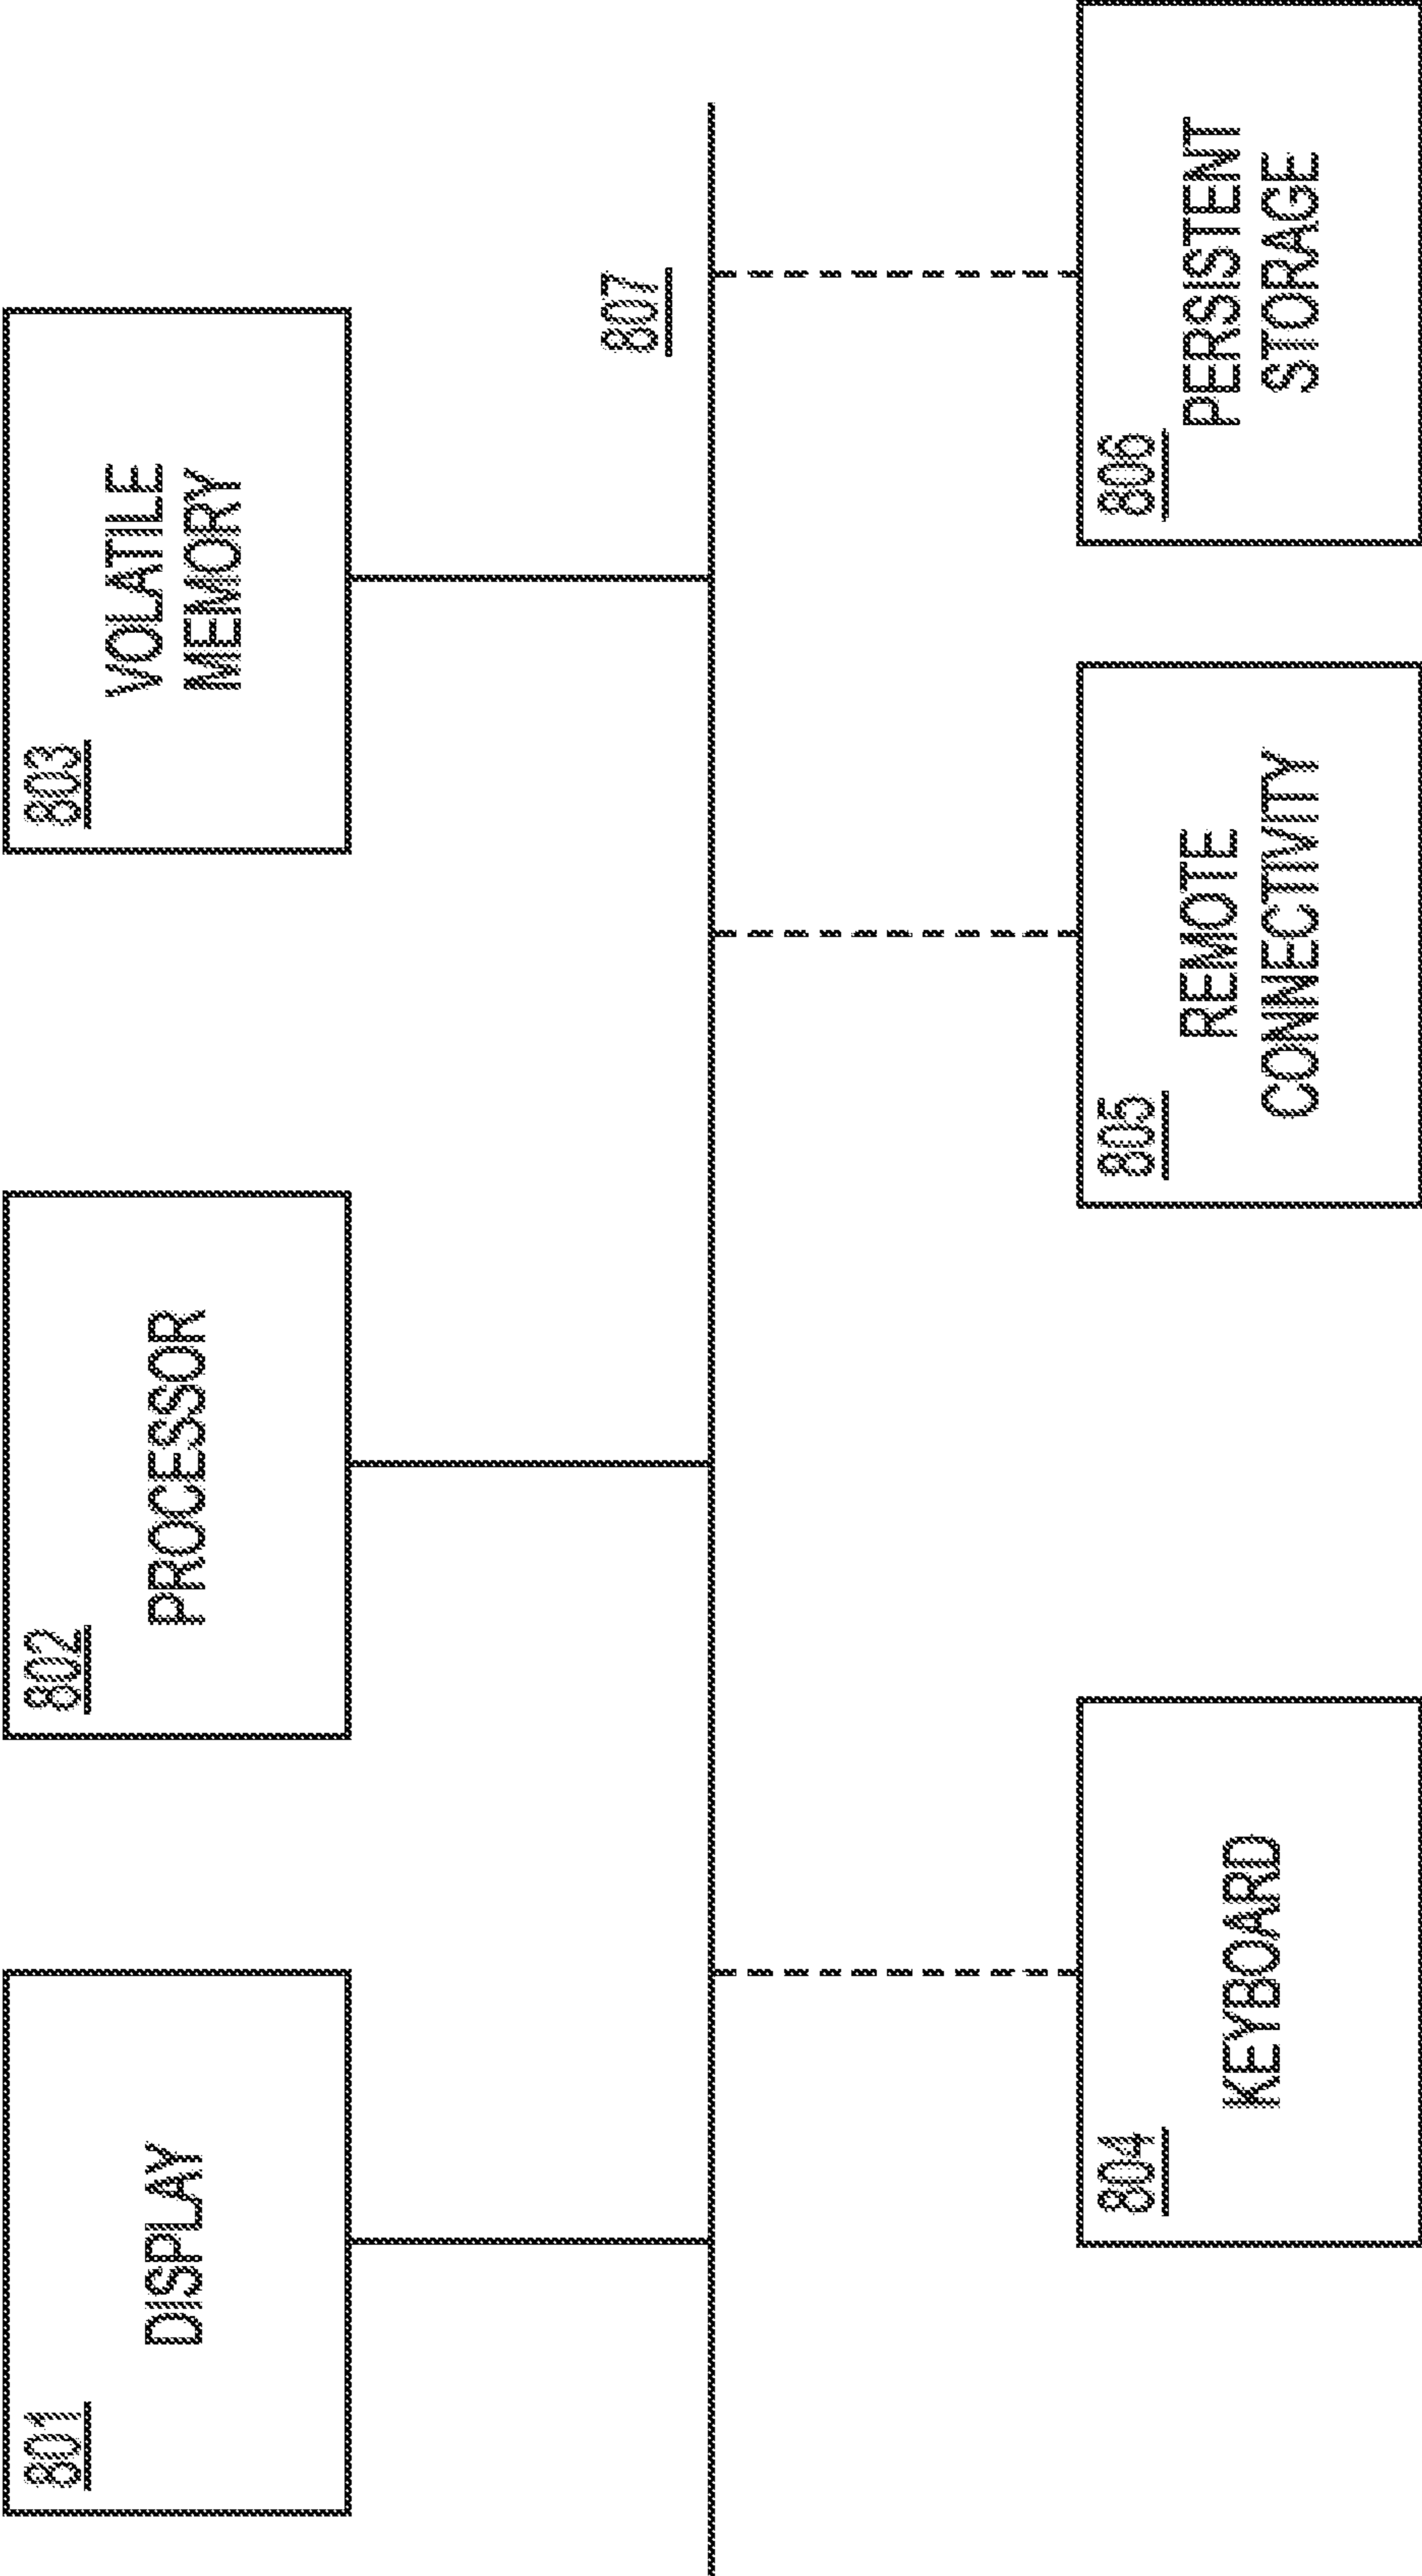 801
DISPLAY
802
PROCESSOR
803
VOLATILE
MEMORY
807
804
KEYBOARD
805
REMOTE
CONNECTIVITY
806
PERSISTENT
STORAGE